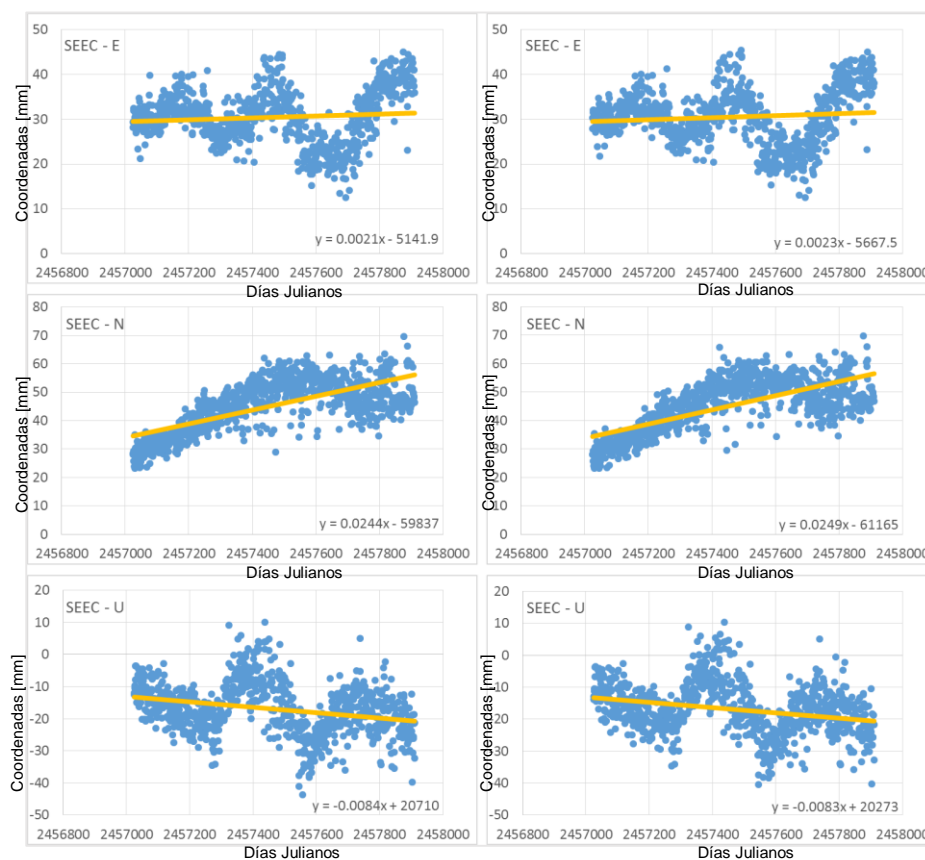 50
SEEC - E
40
30
20
10
0
Coordenadas [mm]
y = 0.0021x - 5141.9
2456800 2457000 2457200 2457400 2457600 2457800 2458000
Días Julianos
50
SEEC - E
40
30
20
10
0
Coordenadas [mm]
y = 0.0023x - 5667.5
2456800 2457000 2457200 2457400 2457600 2457800 2458000
Días Julianos
80
SEEC - N
70
60
50
40
30
20
10
0
Coordenadas [mm]
y = 0.0244x - 59837
2456800 2457000 2457200 2457400 2457600 2457800 2458000
Días Julianos
80
SEEC - N
70
60
50
40
30
20
10
0
Coordenadas [mm]
y = 0.0249x - 61165
2456800 2457000 2457200 2457400 2457600 2457800 2458000
Días Julianos
20
SEEC - U
10
0
-10
-20
-30
-40
-50
Coordenadas [mm]
y = -0.0084x + 20710
2456800 2457000 2457200 2457400 2457600 2457800 2458000
Días Julianos
20
SEEC - U
10
0
-10
-20
-30
-40
-50
Coordenadas [mm]
y = -0.0083x + 20273
2456800 2457000 2457200 2457400 2457600 2457800 2458000
Días Julianos